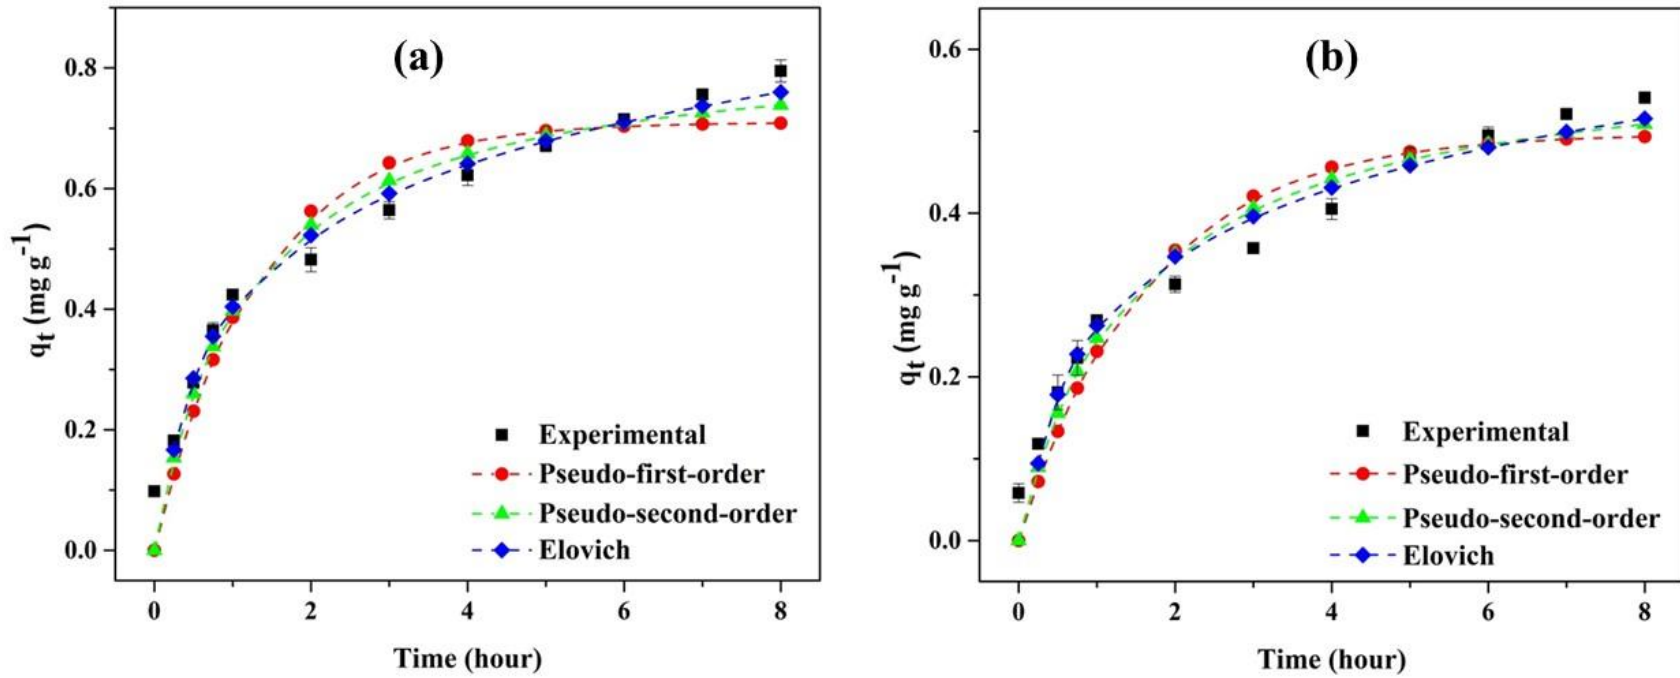 (a)
q_t (mg g^-1)
0.8
0.6
0.4
0.2
0.0
Experimental
Pseudo-first-order
Pseudo-second-order
Elovich
0 2 4 6 8
Time (hour)
(b)
q_t (mg g^-1)
0.6
0.4
0.2
0.0
Experimental
Pseudo-first-order
Pseudo-second-order
Elovich
0 2 4 6 8
Time (hour)